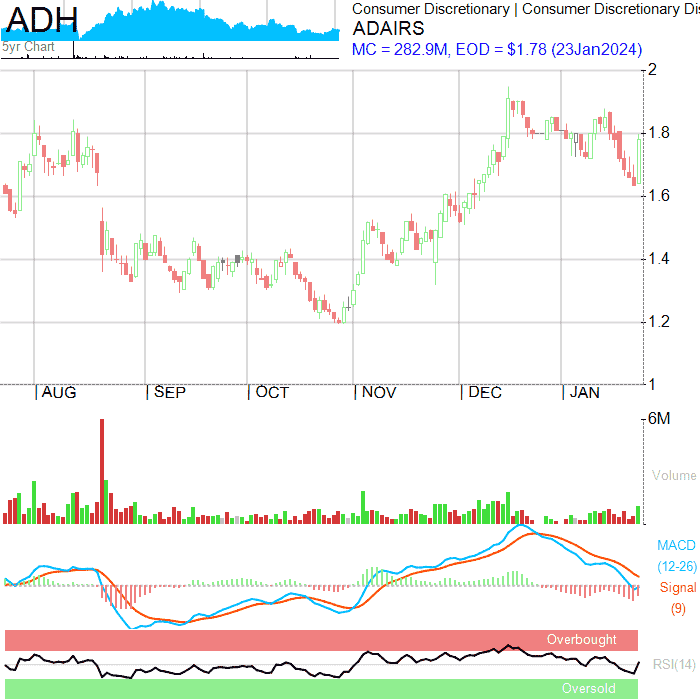 ADH
5yr Chart
Consumer Discretionary | Consumer Discretionary Dis
ADAIRS
MC = 282.9M, EOD = $1.78 (23Jan2024)
2
1.8
1.6
1.4
1.2
1
|AUG |SEP |OCT |NOV |DEC |JAN
6M
Volume
MACD
(12-26)
Signal
(9)
Overbought
RSI(14)
Oversold